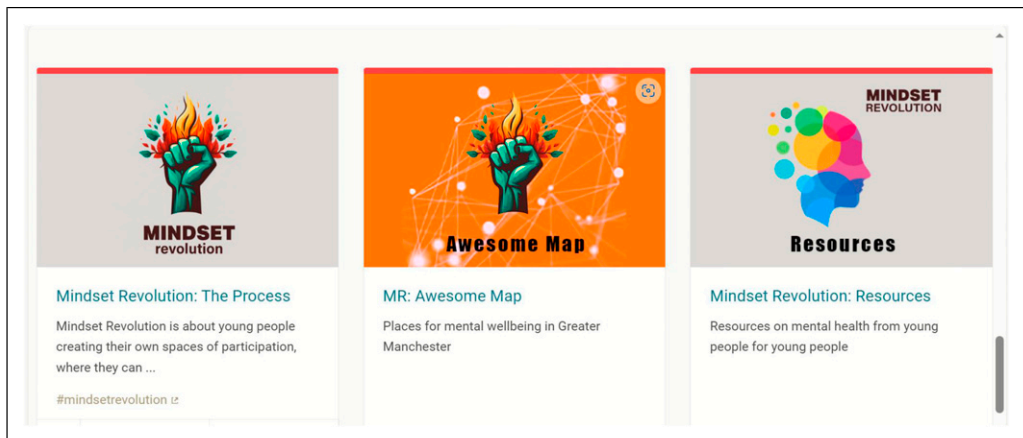 MINDSET
revolution
Mindset Revolution: The Process
Mindset Revolution is about young people
creating their own spaces of participation,
where they can ...
#mindsetrevolution
Awesome Map
MR: Awesome Map
Places for mental wellbeing in Greater
Manchester
MINDSET
REVOLUTION
Resources
Mindset Revolution: Resources
Resources on mental health from young
people for young people